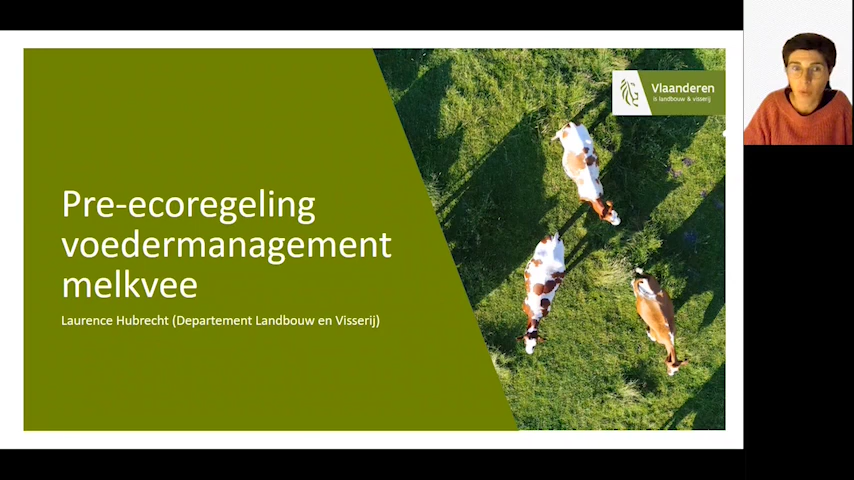 Vlaanderen
is landbouw & visserij
Pre-ecoregeling
voedermanagement
melkvee
Laurence Hubrecht (Departement Landbouw en Visserij)